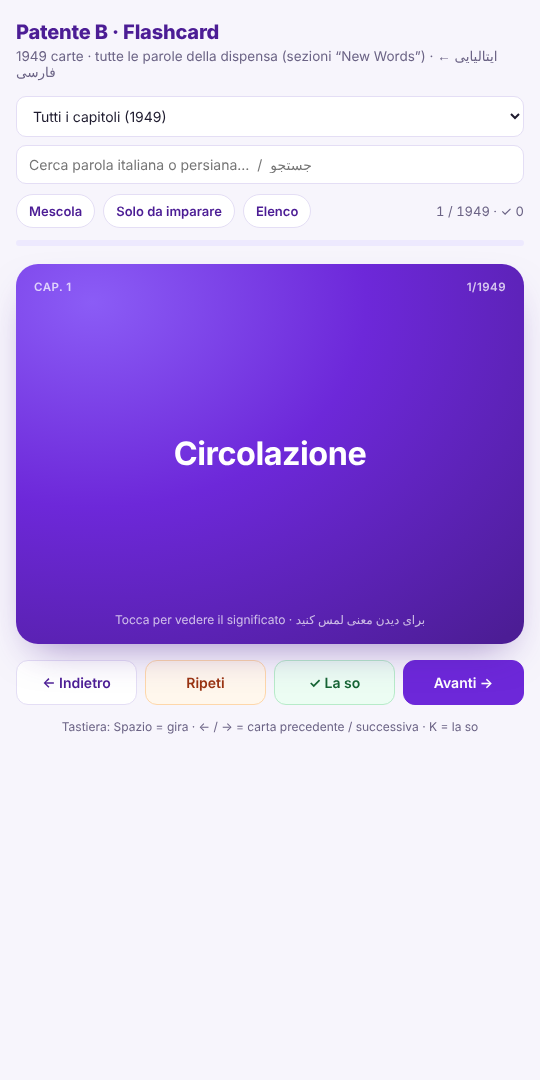 Patente B · Flashcard
1949 carte · tutte le parole della dispensa (sezioni “New Words”) · ایتالیایی ←
فارسی
Tutti i capitoli (1949)
Cerca parola italiana o persiana… / جستجو
Mescola
Solo da imparare
Elenco
1 / 1949 · ✓ 0
CAP. 1
1/1949
Circolazione
Tocca per vedere il significato · برای دیدن معنی لمس کنید
← Indietro
Ripeti
✓ La so
Avanti →
Tastiera: Spazio = gira · ← / → = carta precedente / successiva · K = la so